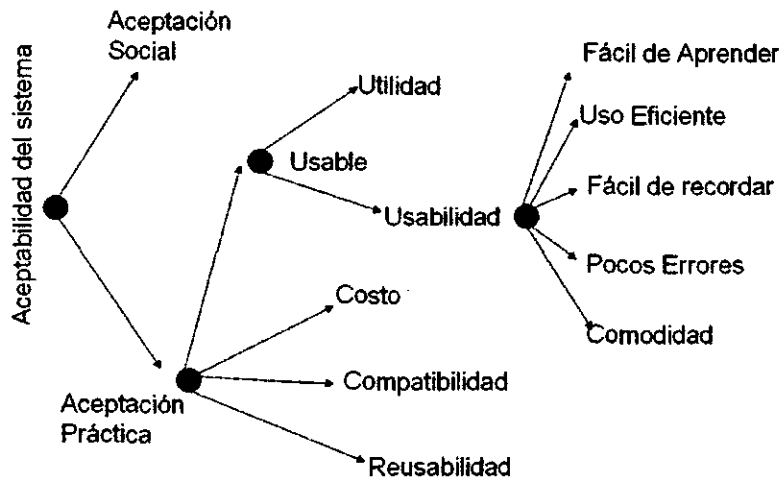 Aceptabilidad del sistema
Aceptación
Social
Aceptación
Práctica
Utilidad
Usable
Usabilidad
Costo
Compatibilidad
Reusabilidad
Fácil de Aprender
Uso Eficiente
Fácil de recordar
Pocos Errores
Comodidad